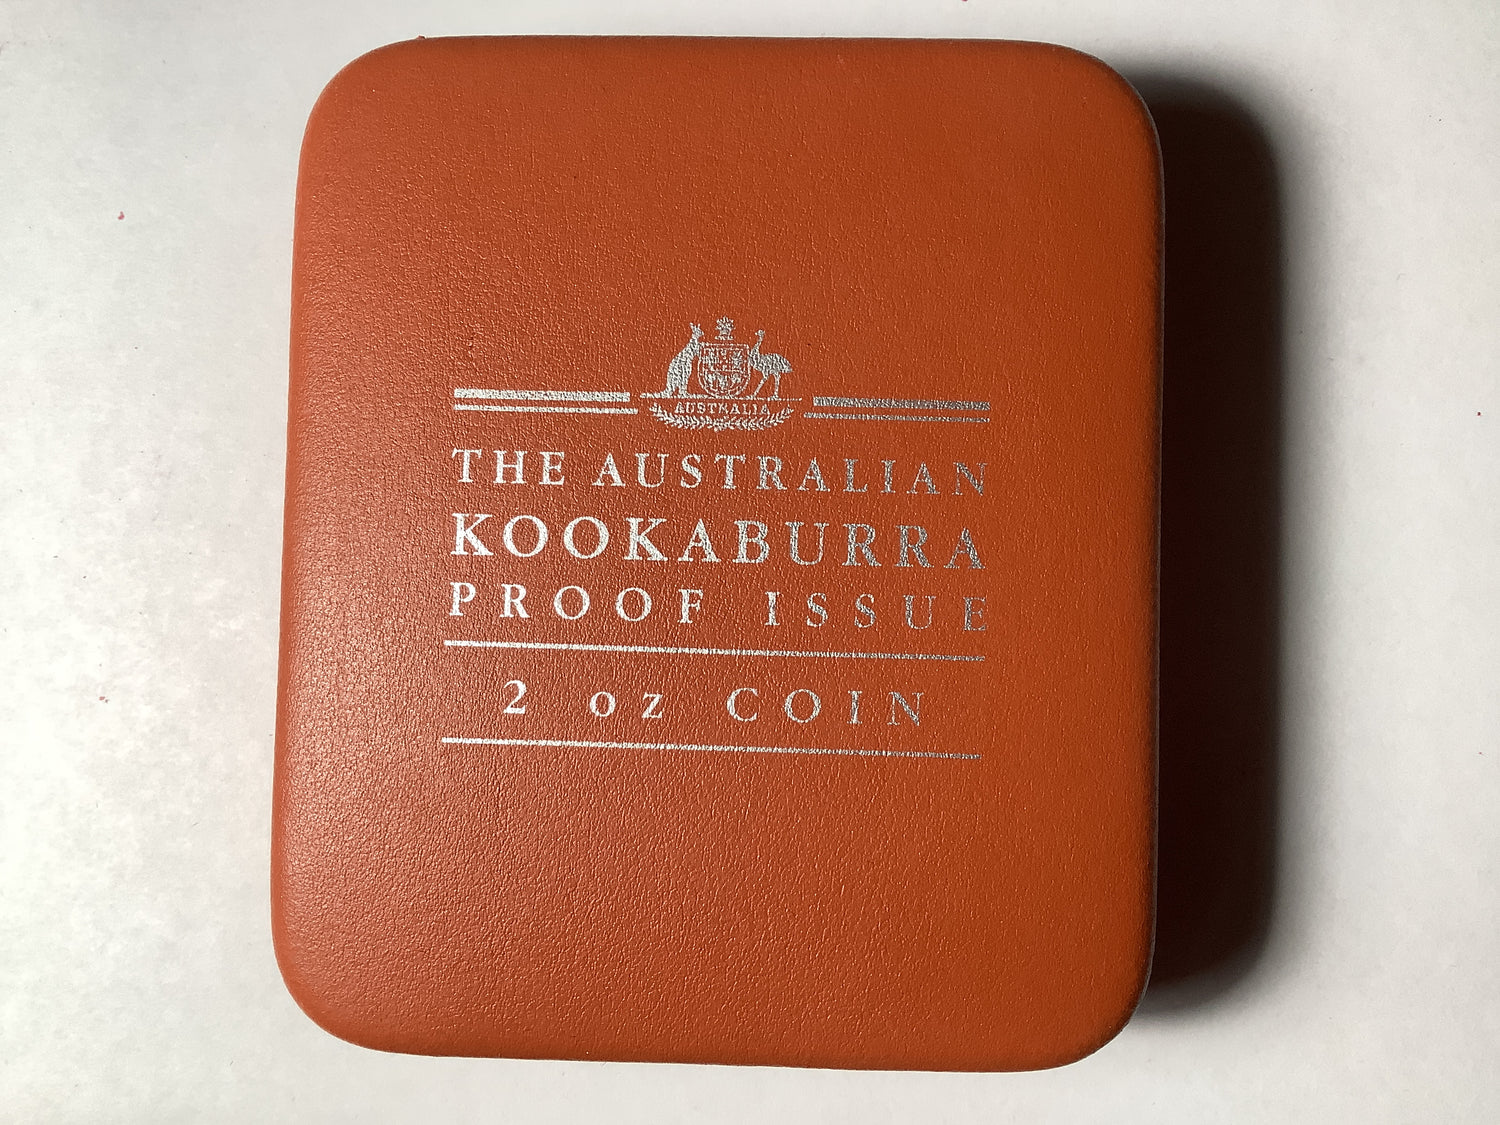 AUSTRALIA
THE AUSTRALIAN
KOOKABURRA
PROOF ISSUE
2 oz COIN